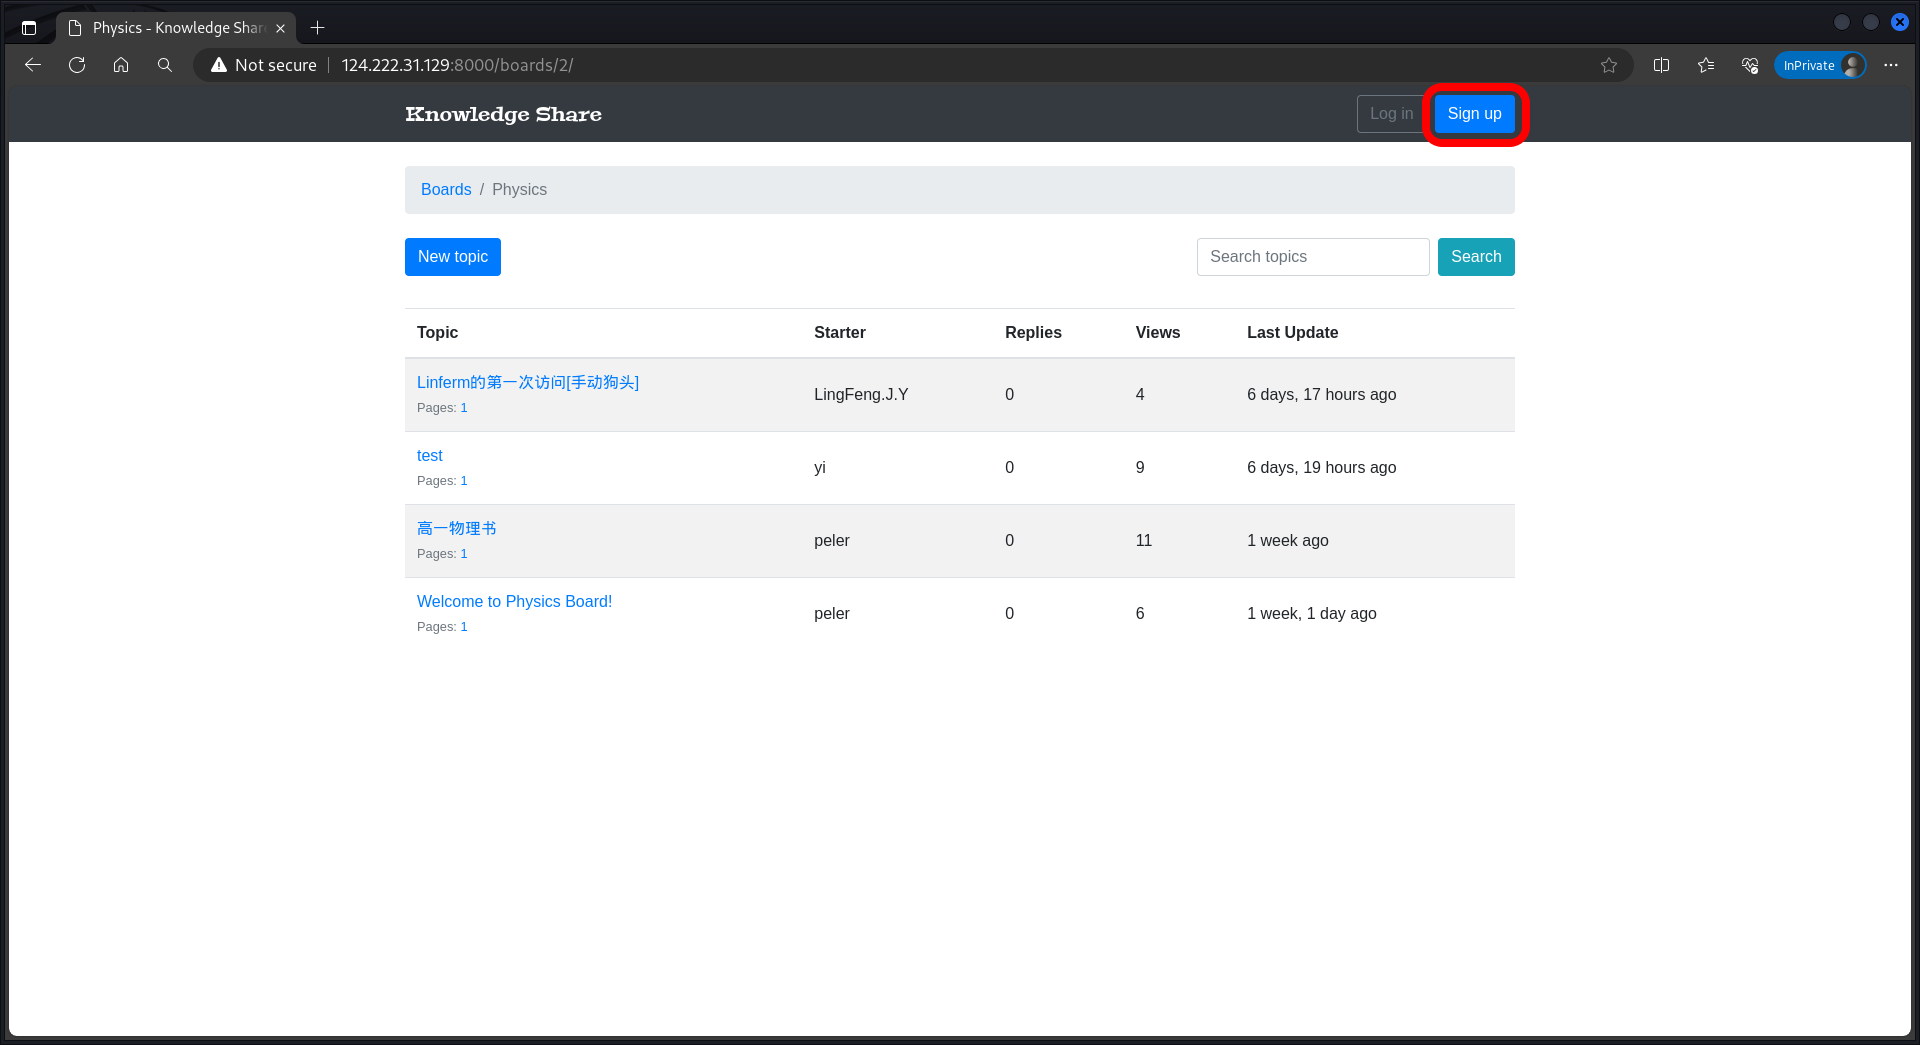 Physics - Knowledge Shar
Not secure 124.222.31.129:8000/boards/2/
InPrivate
Knowledge Share
Log in
Sign up
Boards / Physics
New topic
Search topics
Search
Topic Starter Replies Views Last Update
Linferm的第一次访问[手动狗头]
Pages: 1
LingFeng.J.Y 0 4 6 days, 17 hours ago
test
Pages: 1
yi 0 9 6 days, 19 hours ago
高一物理书
Pages: 1
peler 0 11 1 week ago
Welcome to Physics Board!
Pages: 1
peler 0 6 1 week, 1 day ago